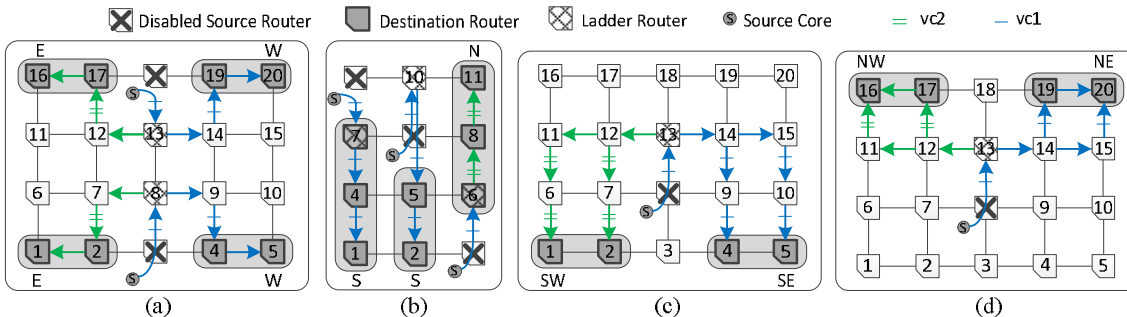 Disabled Source Router Destination Router Ladder Router S Source Core vc2 vc1
E W
16 17 19 20
S
11 12 13 14 15
6 7 8 9 10
1 2 4 5
S
E W
(a)
N
10 11
S
7 8
S
4 5 6
1 2
S
S S
(b)
16 17 18 19 20
11 12 13 14 15
6 7 9 10
S
1 2 3 4 5
SW SE
(c)
NW NE
16 17 18 19 20
11 12 13 14 15
6 7 9 10
S
1 2 3 4 5
(d)